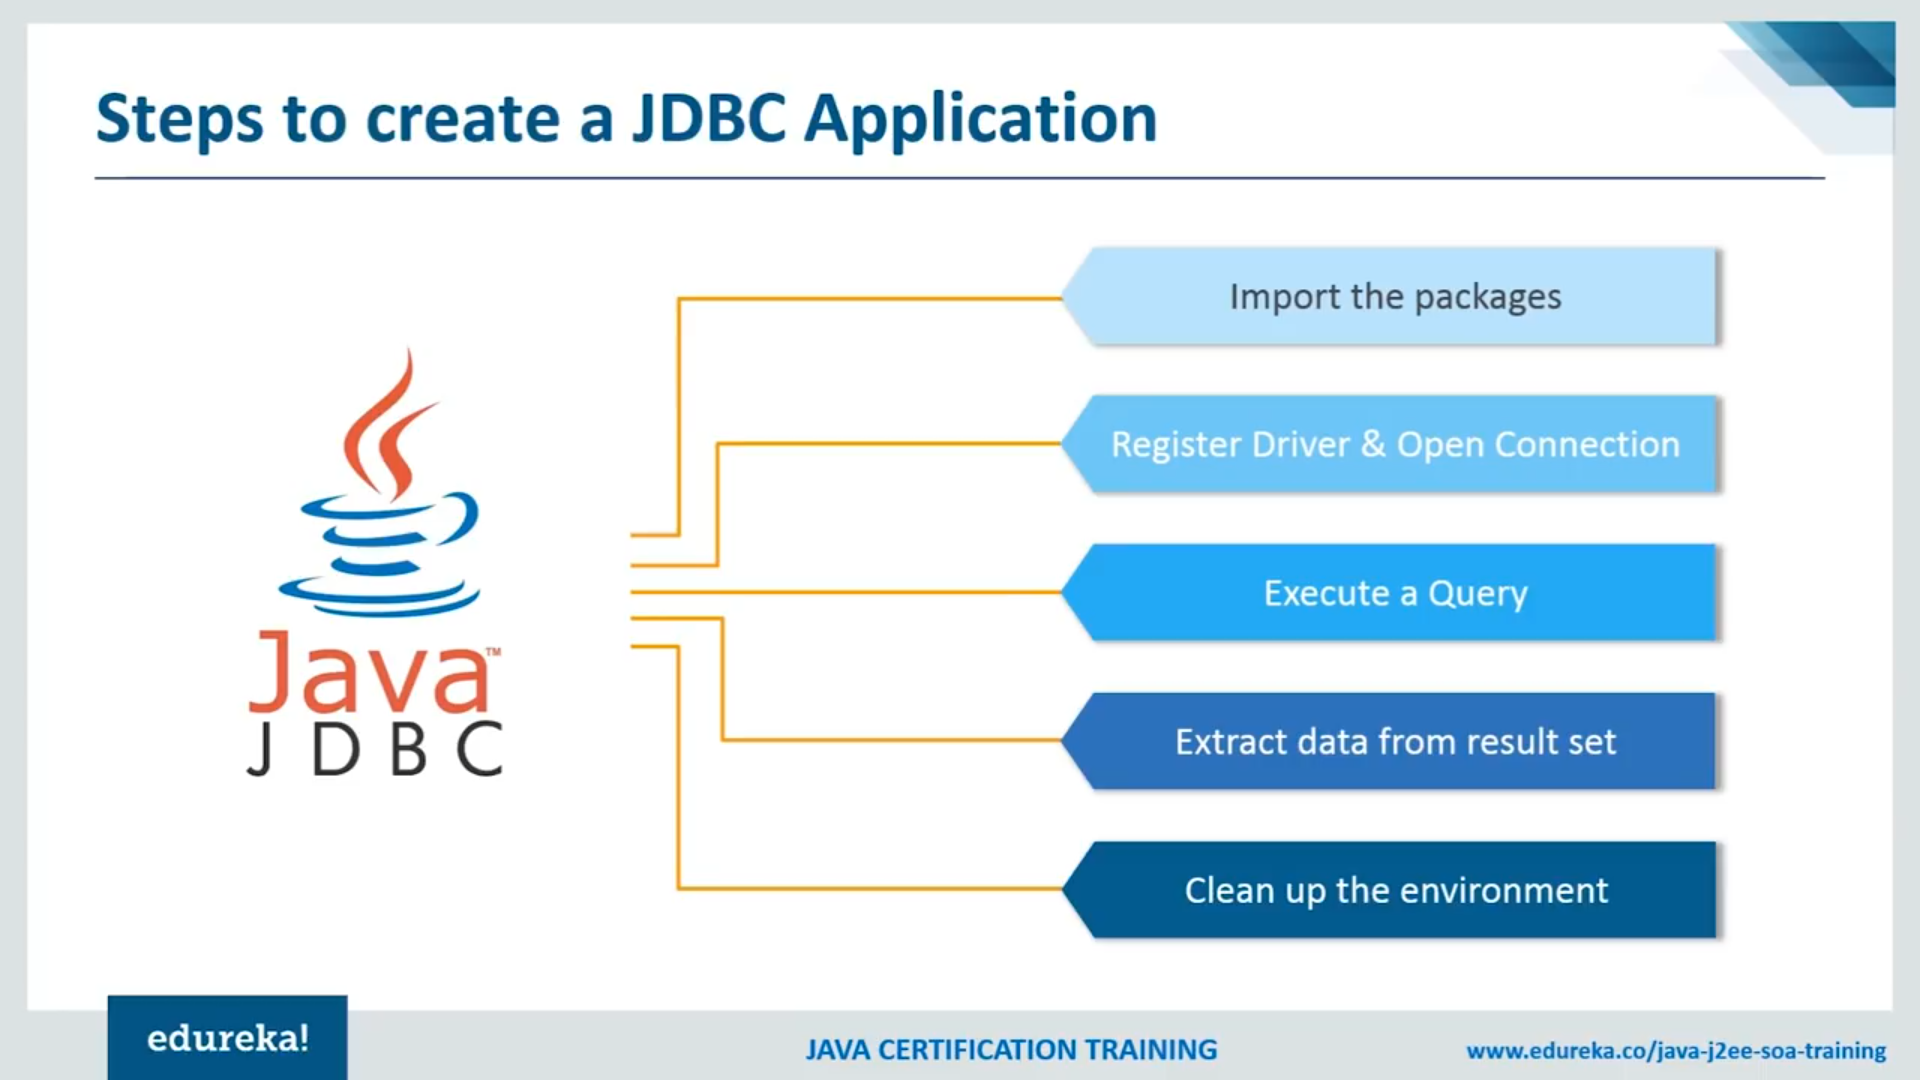 Steps to create a JDBC Application
Import the packages
Register Driver & Open Connection
Execute a Query
Extract data from result set
Clean up the environment
Java™
JDBC
edureka!
JAVA CERTIFICATION TRAINING
www.edureka.co/java-j2ee-soa-training